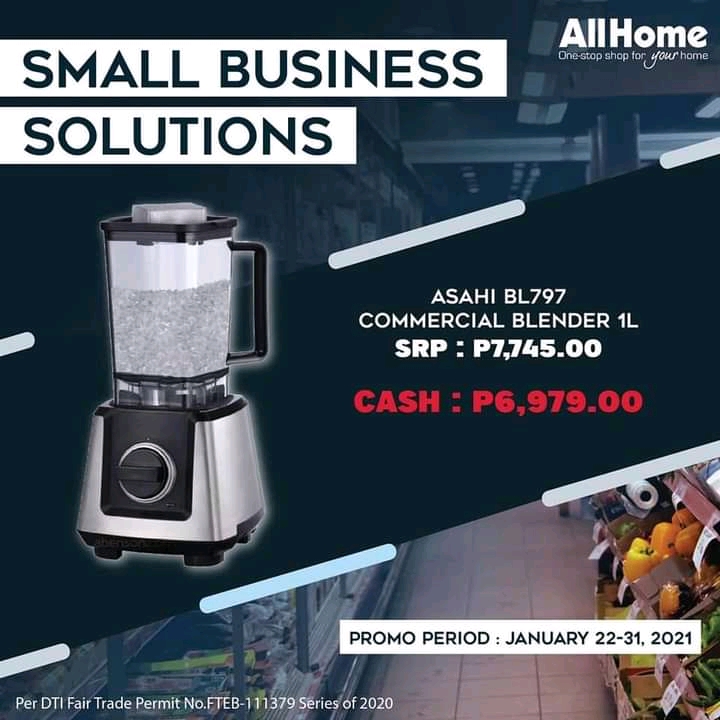 AllHome
One-stop shop for your home
SMALL BUSINESS
SOLUTIONS
ASAHI BL797
COMMERCIAL BLENDER 1L
SRP : P7,745.00
CASH : P6,979.00
PROMO PERIOD : JANUARY 22-31, 2021
Per DTI Fair Trade Permit No.FTEB-111379 Series of 2020